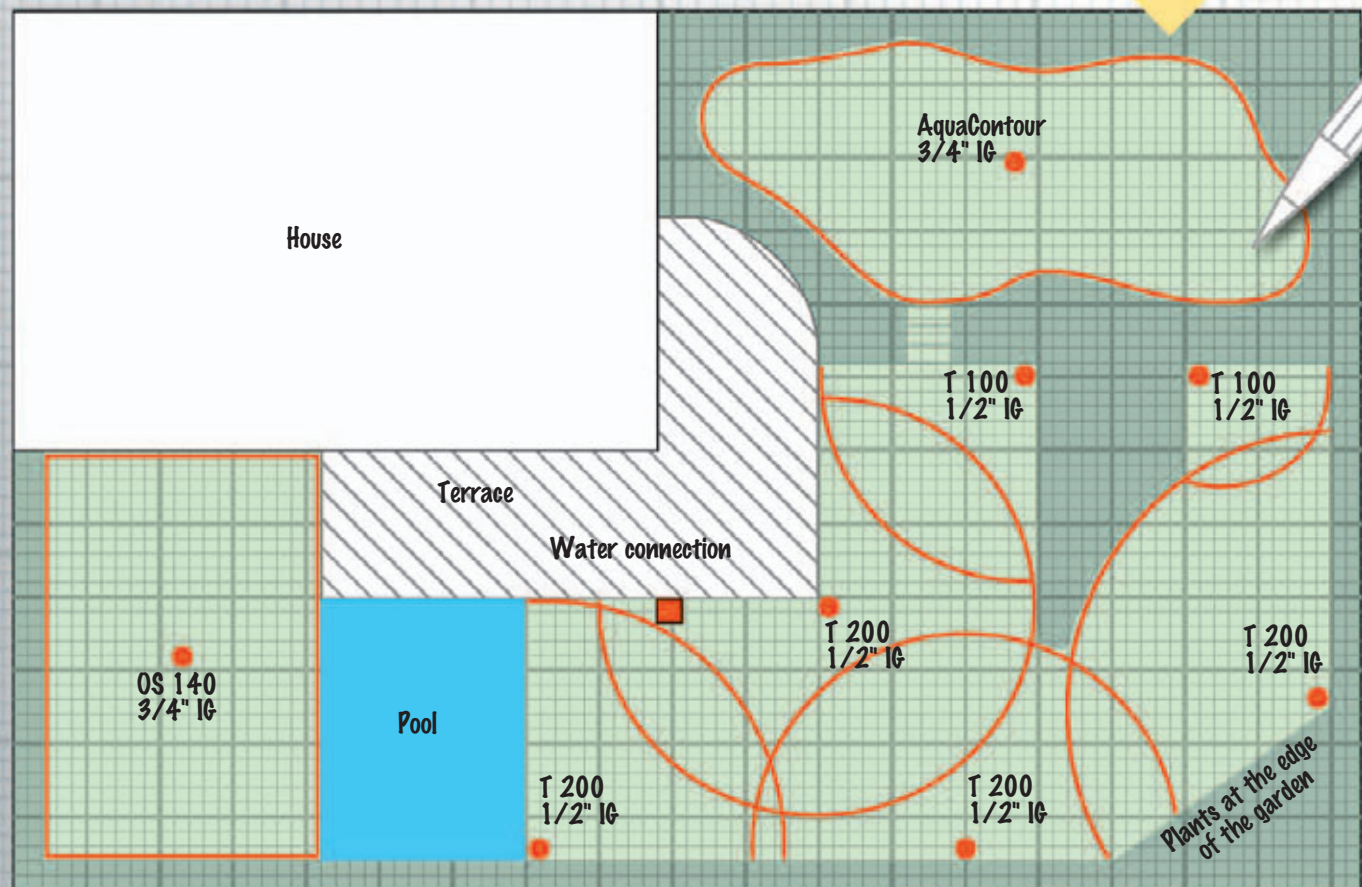 AquaContour
3/4" IG
House
T 100
1/2" IG
T 100
1/2" IG
Terrace
Water connection
T 200
1/2" IG
T 200
1/2" IG
OS 140
3/4" IG
Pool
T 200
1/2" IG
T 200
1/2" IG
Plants at the edge
of the garden